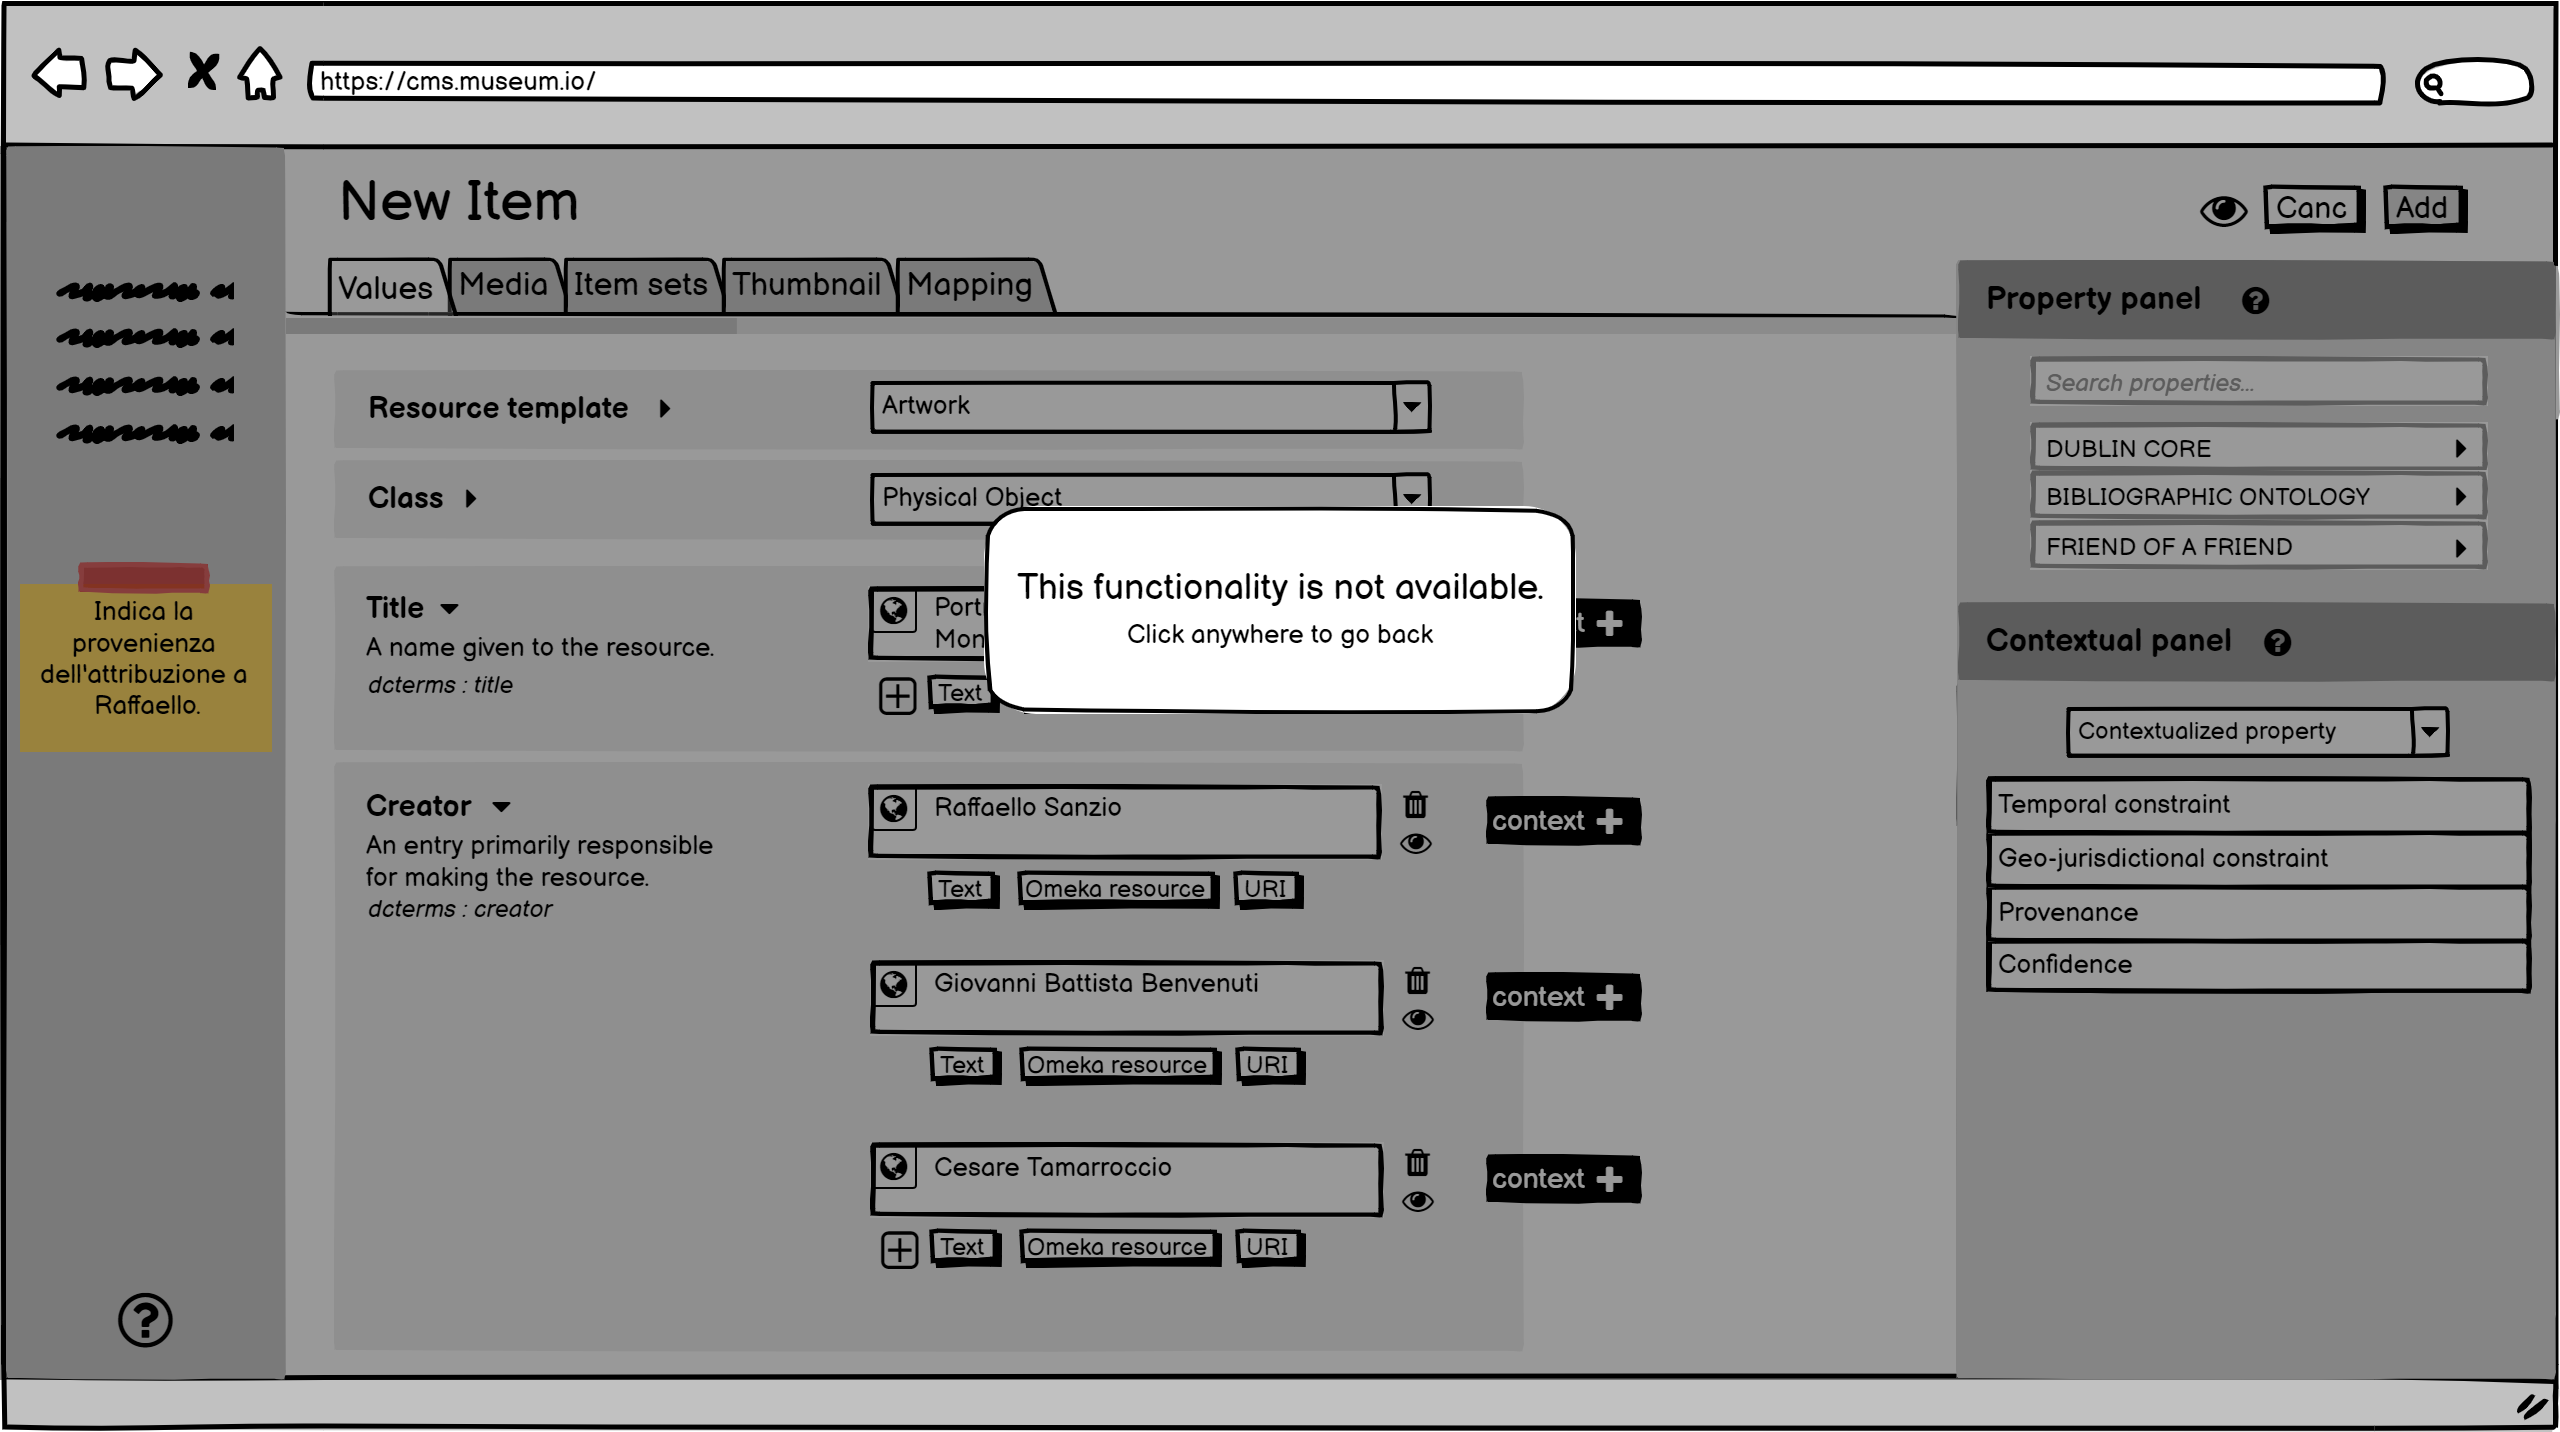 https://cms.museum.io/
New Item
Canc
Add
Values
Media
Item sets
Thumbnail
Mapping
Resource template
Artwork
Class
Physical Object
Title
A name given to the resource.
dcterms : title
Text
This functionality is not available.
Click anywhere to go back
Creator
An entry primarily responsible
for making the resource.
dcterms : creator
Raffaello Sanzio
context
Text
Omeka resource
URI
Giovanni Battista Benvenuti
context
Text
Omeka resource
URI
Cesare Tamarroccio
context
Text
Omeka resource
URI
Indica la
provenienza
dell'attribuzione a
Raffaello.
Property panel
Search properties...
DUBLIN CORE
BIBLIOGRAPHIC ONTOLOGY
FRIEND OF A FRIEND
Contextual panel
Contextualized property
Temporal constraint
Geo-jurisdictional constraint
Provenance
Confidence